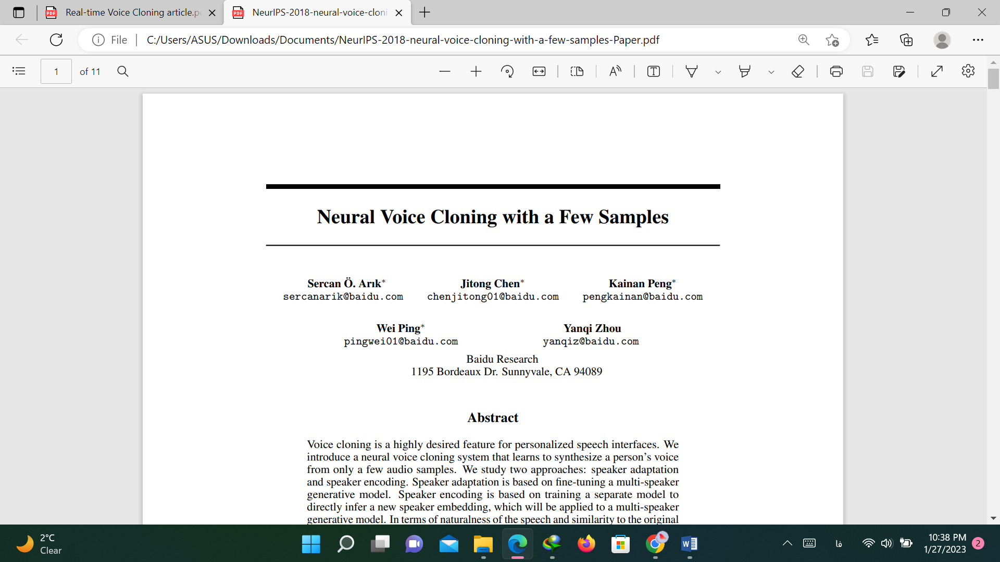 Real-time Voice Cloning article.p
NeurIPS-2018-neural-voice-cloni
File
C:/Users/ASUS/Downloads/Documents/NeurIPS-2018-neural-voice-cloning-with-a-few-samples-Paper.pdf
1 of 11
Neural Voice Cloning with a Few Samples
Sercan Ö. Arık* Jitong Chen* Kainan Peng*
sercanarik@baidu.com chenjitong01@baidu.com pengkainan@baidu.com
Wei Ping* Yanqi Zhou
pingwei01@baidu.com yanqiz@baidu.com
Baidu Research
1195 Bordeaux Dr. Sunnyvale, CA 94089
Abstract
Voice cloning is a highly desired feature for personalized speech interfaces. We
introduce a neural voice cloning system that learns to synthesize a person's voice
from only a few audio samples. We study two approaches: speaker adaptation
and speaker encoding. Speaker adaptation is based on fine-tuning a multi-speaker
generative model. Speaker encoding is based on training a separate model to
directly infer a new speaker embedding, which will be applied to a multi-speaker
generative model. In terms of naturalness of the speech and similarity to the original
2°C
Clear
فا
10:38 PM
1/27/2023
2